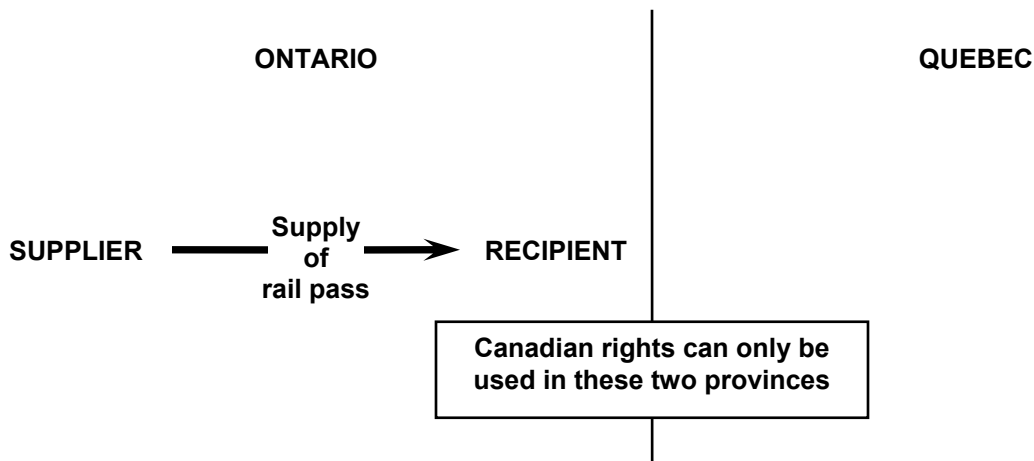 ONTARIO QUEBEC
SUPPLIER
Supply
of
rail pass
RECIPIENT
Canadian rights can only be
used in these two provinces